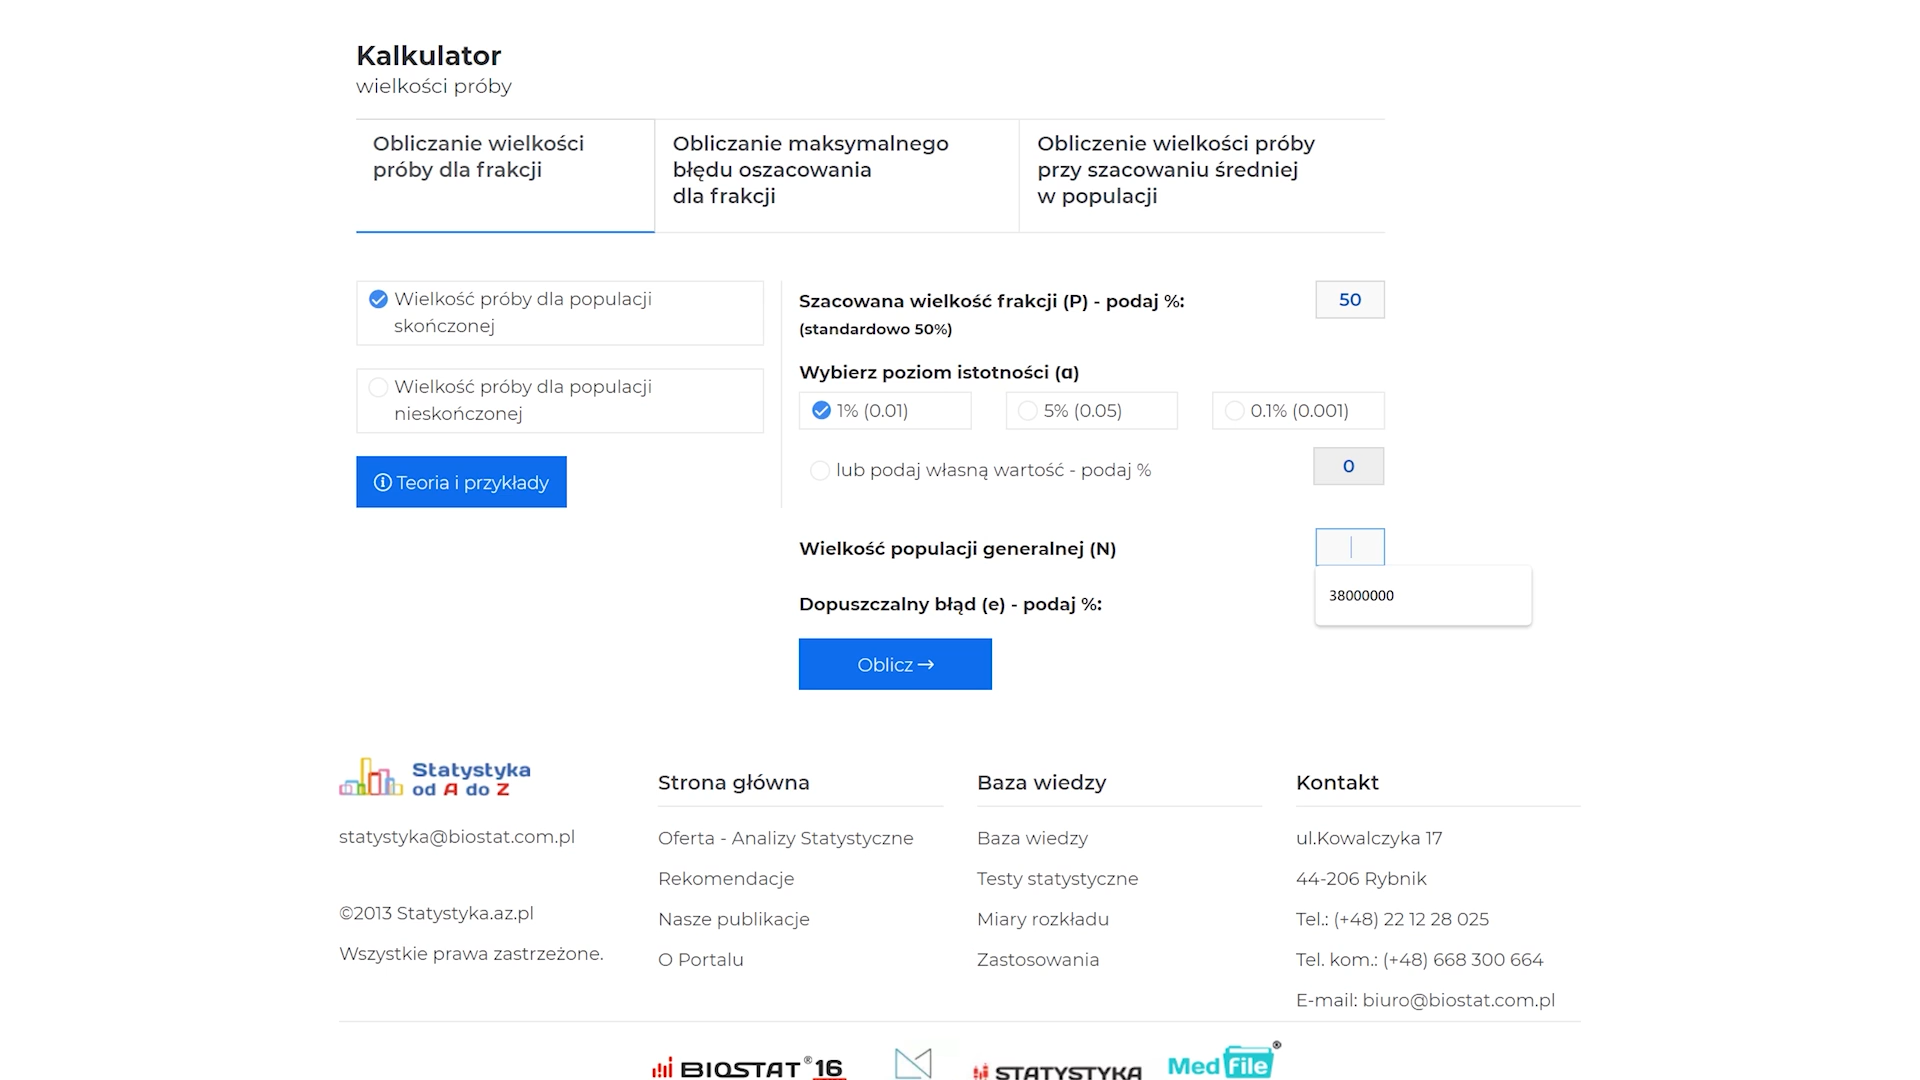 Kalkulator
wielkości próby
Obliczanie wielkości
próby dla frakcji
Obliczanie maksymalnego
błędu oszacowania
dla frakcji
Obliczenie wielkości próby
przy szacowaniu średniej
w populacji
Wielkość próby dla populacji
skończonej
Wielkość próby dla populacji
nieskończonej
Teoria i przykłady
Szacowana wielkość frakcji (P) - podaj %:
50
(standardowo 50%)
Wybierz poziom istotności (α)
1% (0.01)
5% (0.05)
0.1% (0.001)
lub podaj własną wartość - podaj %
0
Wielkość populacji generalnej (N)
38000000
Dopuszczalny błąd (e) - podaj %:
Oblicz →
Statystyka
od A do Z
statystyka@biostat.com.pl
©2013 Statystyka.az.pl
Wszystkie prawa zastrzeżone.
Strona główna
Oferta - Analizy Statystyczne
Rekomendacje
Nasze publikacje
O Portalu
Baza wiedzy
Baza wiedzy
Testy statystyczne
Miary rozkładu
Zastosowania
Kontakt
ul.Kowalczyka 17
44-206 Rybnik
Tel.: (+48) 22 12 28 025
Tel. kom.: (+48) 668 300 664
E-mail: biuro@biostat.com.pl
BIOSTAT®16
STATYSTYKA
MedFile®